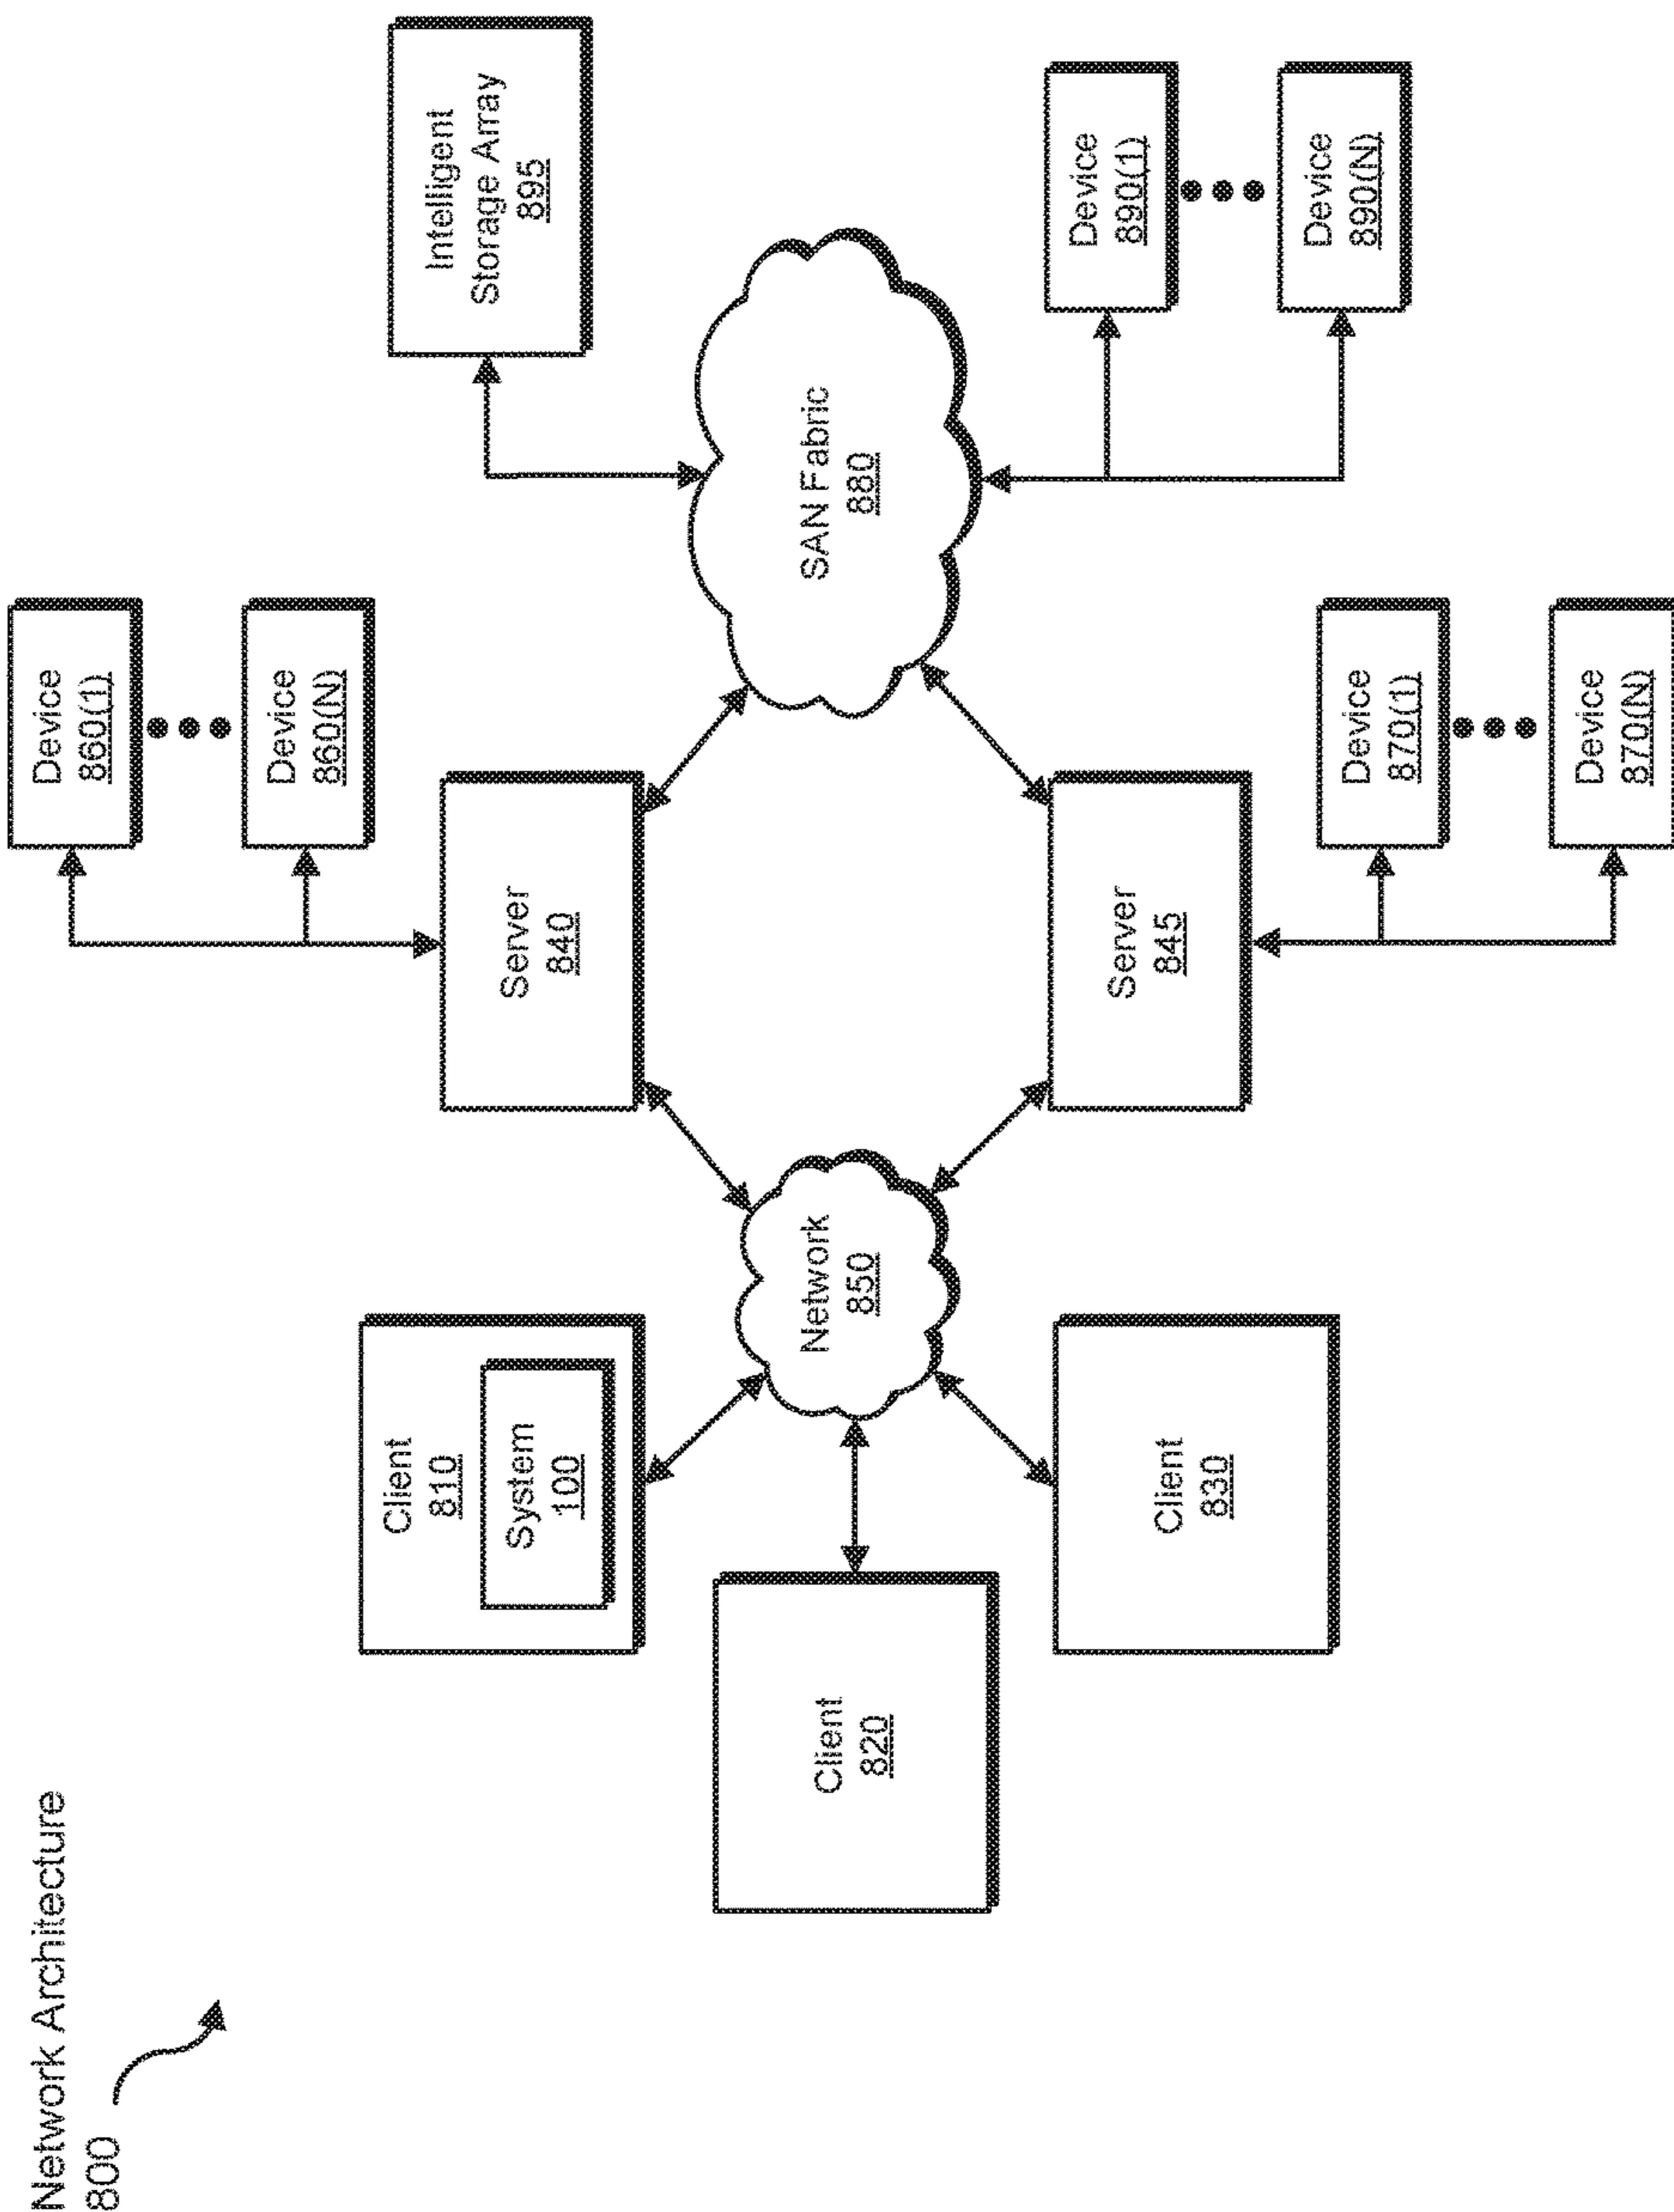 Network Architecture
800
Client
810
System
100
Client
820
Client
830
Network
850
Server
840
Server
845
Device
860(1)
Device
860(N)
Device
870(1)
Device
870(N)
SAN Fabric
880
Intelligent
Storage Array
895
Device
890(1)
Device
890(N)